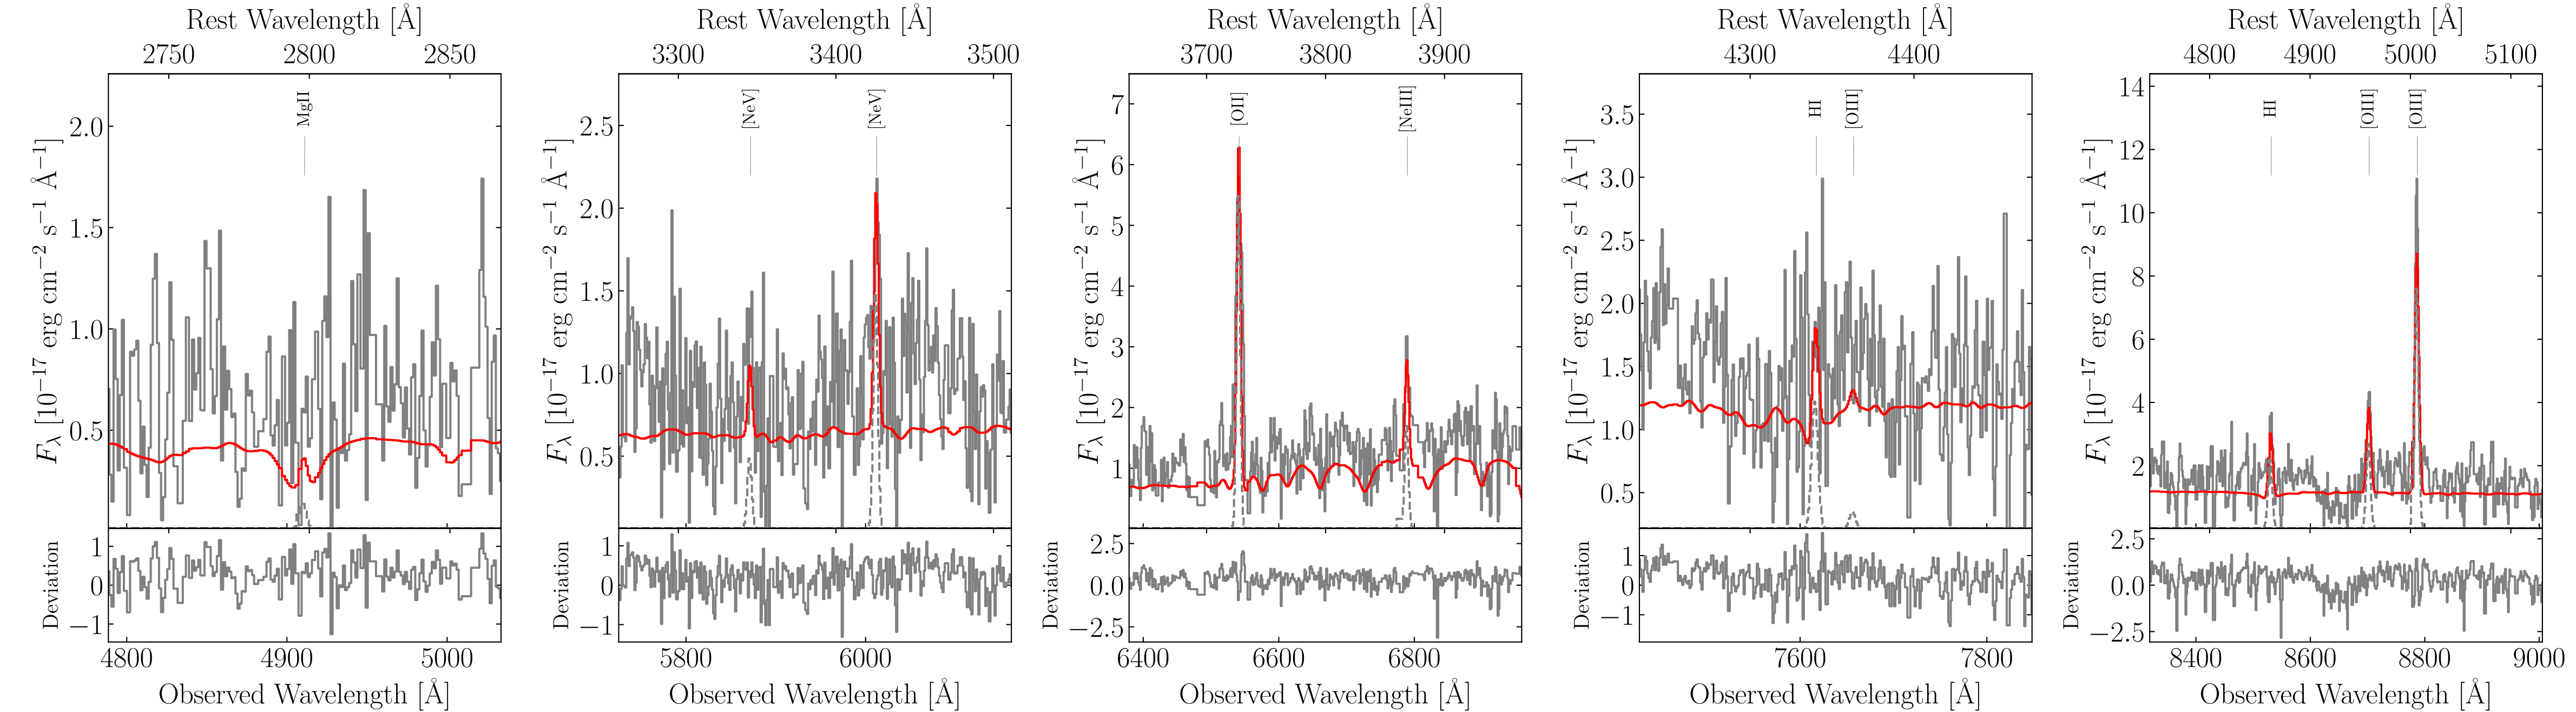 Rest Wavelength [Å]
2750 2800 2850
MgII
2.0
1.5
1.0
0.5
F_λ [10⁻¹⁷ erg cm⁻² s⁻¹ Å⁻¹]
1
0
−1
Deviation
4800 4900 5000
Observed Wavelength [Å]
Rest Wavelength [Å]
3300 3400 3500
[NeV] [NeV]
2.5
2.0
1.5
1.0
0.5
F_λ [10⁻¹⁷ erg cm⁻² s⁻¹ Å⁻¹]
1
0
−1
Deviation
5800 6000
Observed Wavelength [Å]
Rest Wavelength [Å]
3700 3800 3900
[OII] [NeIII]
7
6
5
4
3
2
1
F_λ [10⁻¹⁷ erg cm⁻² s⁻¹ Å⁻¹]
2.5
0.0
−2.5
Deviation
6400 6600 6800
Observed Wavelength [Å]
Rest Wavelength [Å]
4300 4400
HI [OIII]
3.5
3.0
2.5
2.0
1.5
1.0
0.5
F_λ [10⁻¹⁷ erg cm⁻² s⁻¹ Å⁻¹]
1
0
−1
Deviation
7600 7800
Observed Wavelength [Å]
Rest Wavelength [Å]
4800 4900 5000 5100
HI [OIII] [OIII]
14
12
10
8
6
4
2
F_λ [10⁻¹⁷ erg cm⁻² s⁻¹ Å⁻¹]
2.5
0.0
−2.5
Deviation
8400 8600 8800 9000
Observed Wavelength [Å]